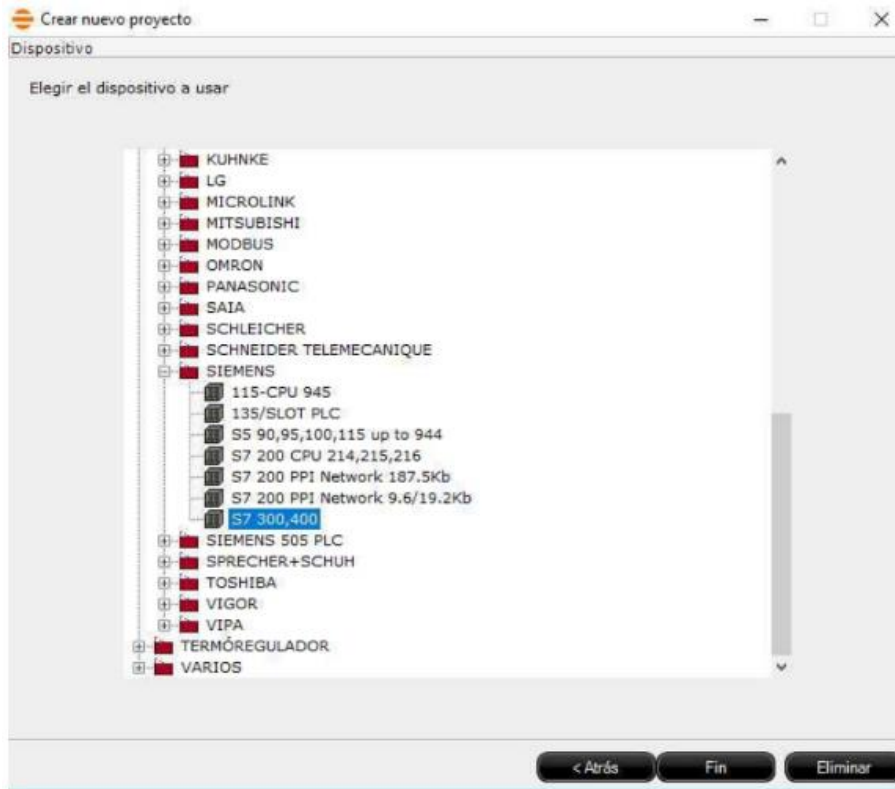 Crear nuevo proyecto
Dispositivo
Elegir el dispositivo a usar
KUHNKE
LG
MICROLINK
MITSUBISHI
MODBUS
OMRON
PANASONIC
SAIA
SCHLEICHER
SCHNEIDER TELEMECANIQUE
SIEMENS
115-CPU 945
135/SLOT PLC
S5 90,95,100,115 up to 944
S7 200 CPU 214,215,216
S7 200 PPI Network 187.5Kb
S7 200 PPI Network 9.6/19.2Kb
S7 300,400
SIEMENS 505 PLC
SPRECHER+SCHUH
TOSHIBA
VIGOR
VIPA
TERMÓREGULADOR
VARIOS
< Atrás Fin Eliminar